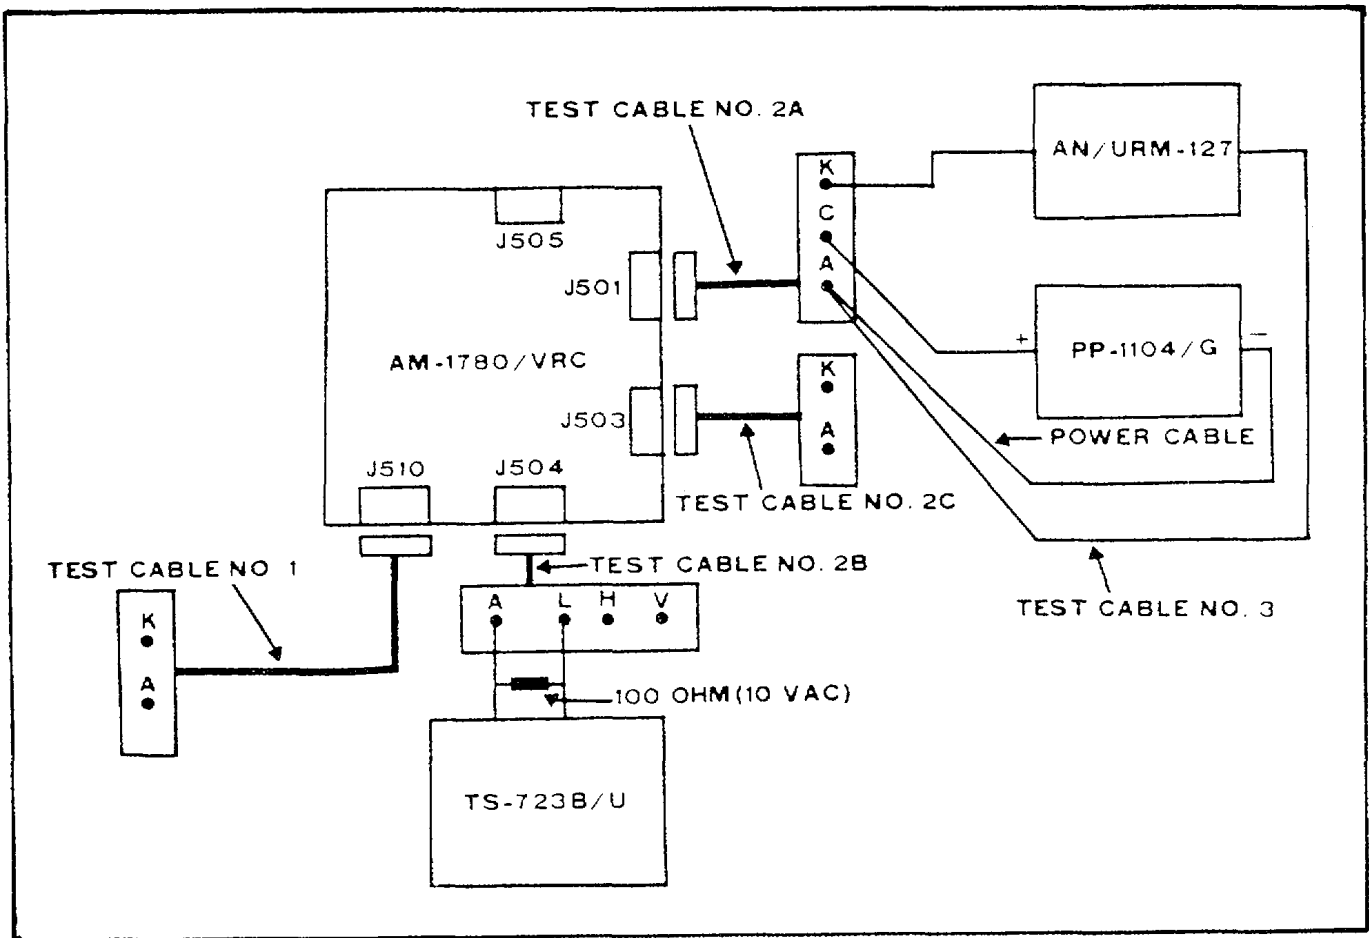 TEST CABLE NO. 2A
AN/URM-127
K
C
A
J505
J501
AM-1780/VRC
+
PP-1104/G
—
K
A
J503
POWER CABLE
J510
J504
TEST CABLE NO. 2C
TEST CABLE NO 1
TEST CABLE NO. 2B
TEST CABLE NO. 3
A L H V
K
A
100 OHM (10 VAC)
TS-723B/U